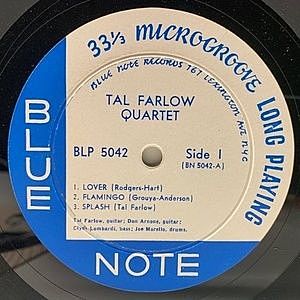 33⅓ MICROGROOVE LONG PLAYING
BLUE NOTE RECORDS 767 LEXINGTON AVE N.Y.C
TAL FARLOW
QUARTET
BLP 5042
Side 1
(BN 5042-A)
1. LOVER (Rodgers-Hart)
2. FLAMINGO (Grouya-Anderson)
3. SPLASH (Tal Farlow)
Tal Farlow, guitar; Don Arnone, guitar;
Clyde Lombardi, bass; Joe Morello, drums.
BLUE
NOTE